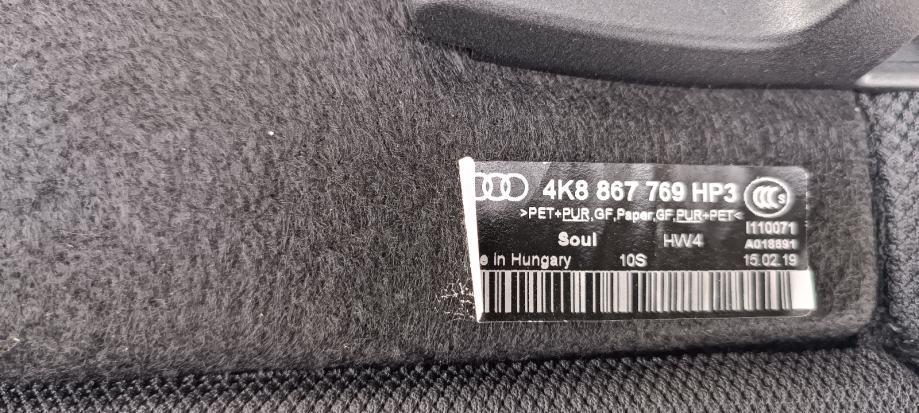 4K8 867 769 HP3
>PET+PUR,GF,Paper,GF,PUR+PET<
I110071
Soul HW4 A018691
e in Hungary 10S 15.02.19